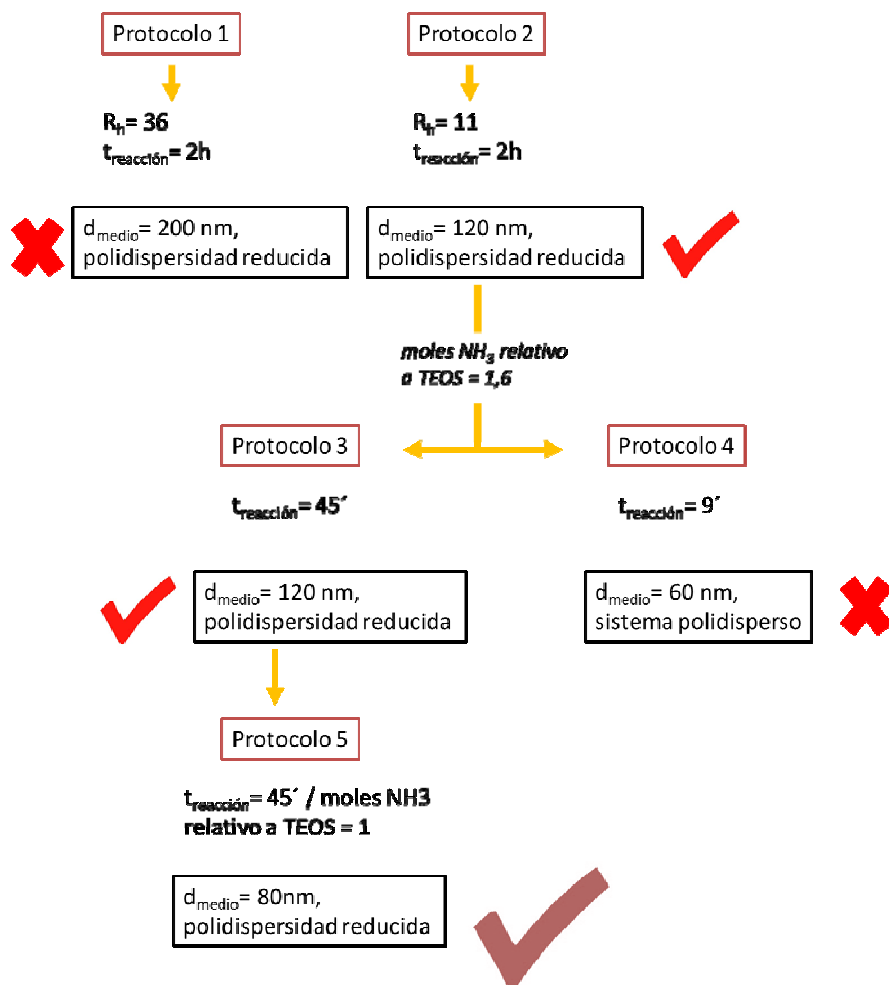 Protocolo 1
Protocolo 2
Rh= 36
treacción= 2h
Rh= 11
treacción= 2h
dmedio= 200 nm,
polidispersidad reducida
dmedio= 120 nm,
polidispersidad reducida
moles NH3 relativo
a TEOS = 1,6
Protocolo 3
Protocolo 4
treacción= 45´
treacción= 9´
dmedio= 120 nm,
polidispersidad reducida
dmedio= 60 nm,
sistema polidisperso
Protocolo 5
treacción= 45´ / moles NH3
relativo a TEOS = 1
dmedio= 80nm,
polidispersidad reducida